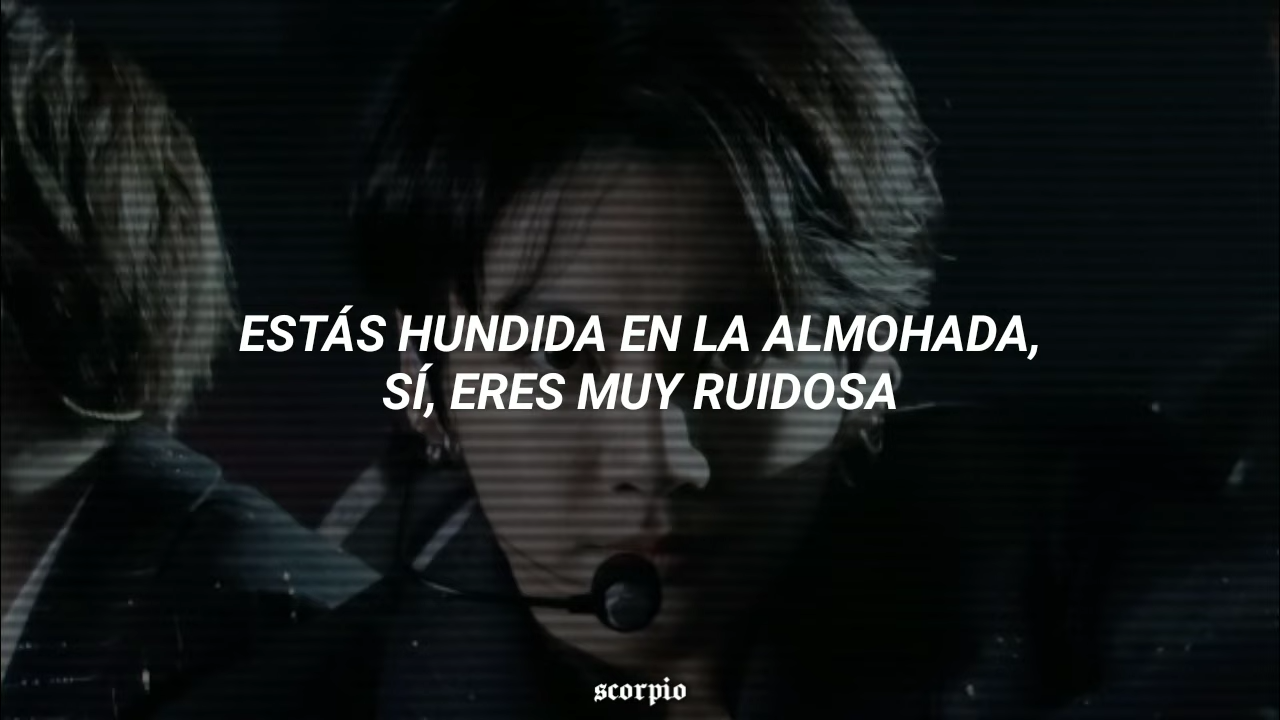 ESTÁS HUNDIDA EN LA ALMOHADA,
SÍ, ERES MUY RUIDOSA
scorpio